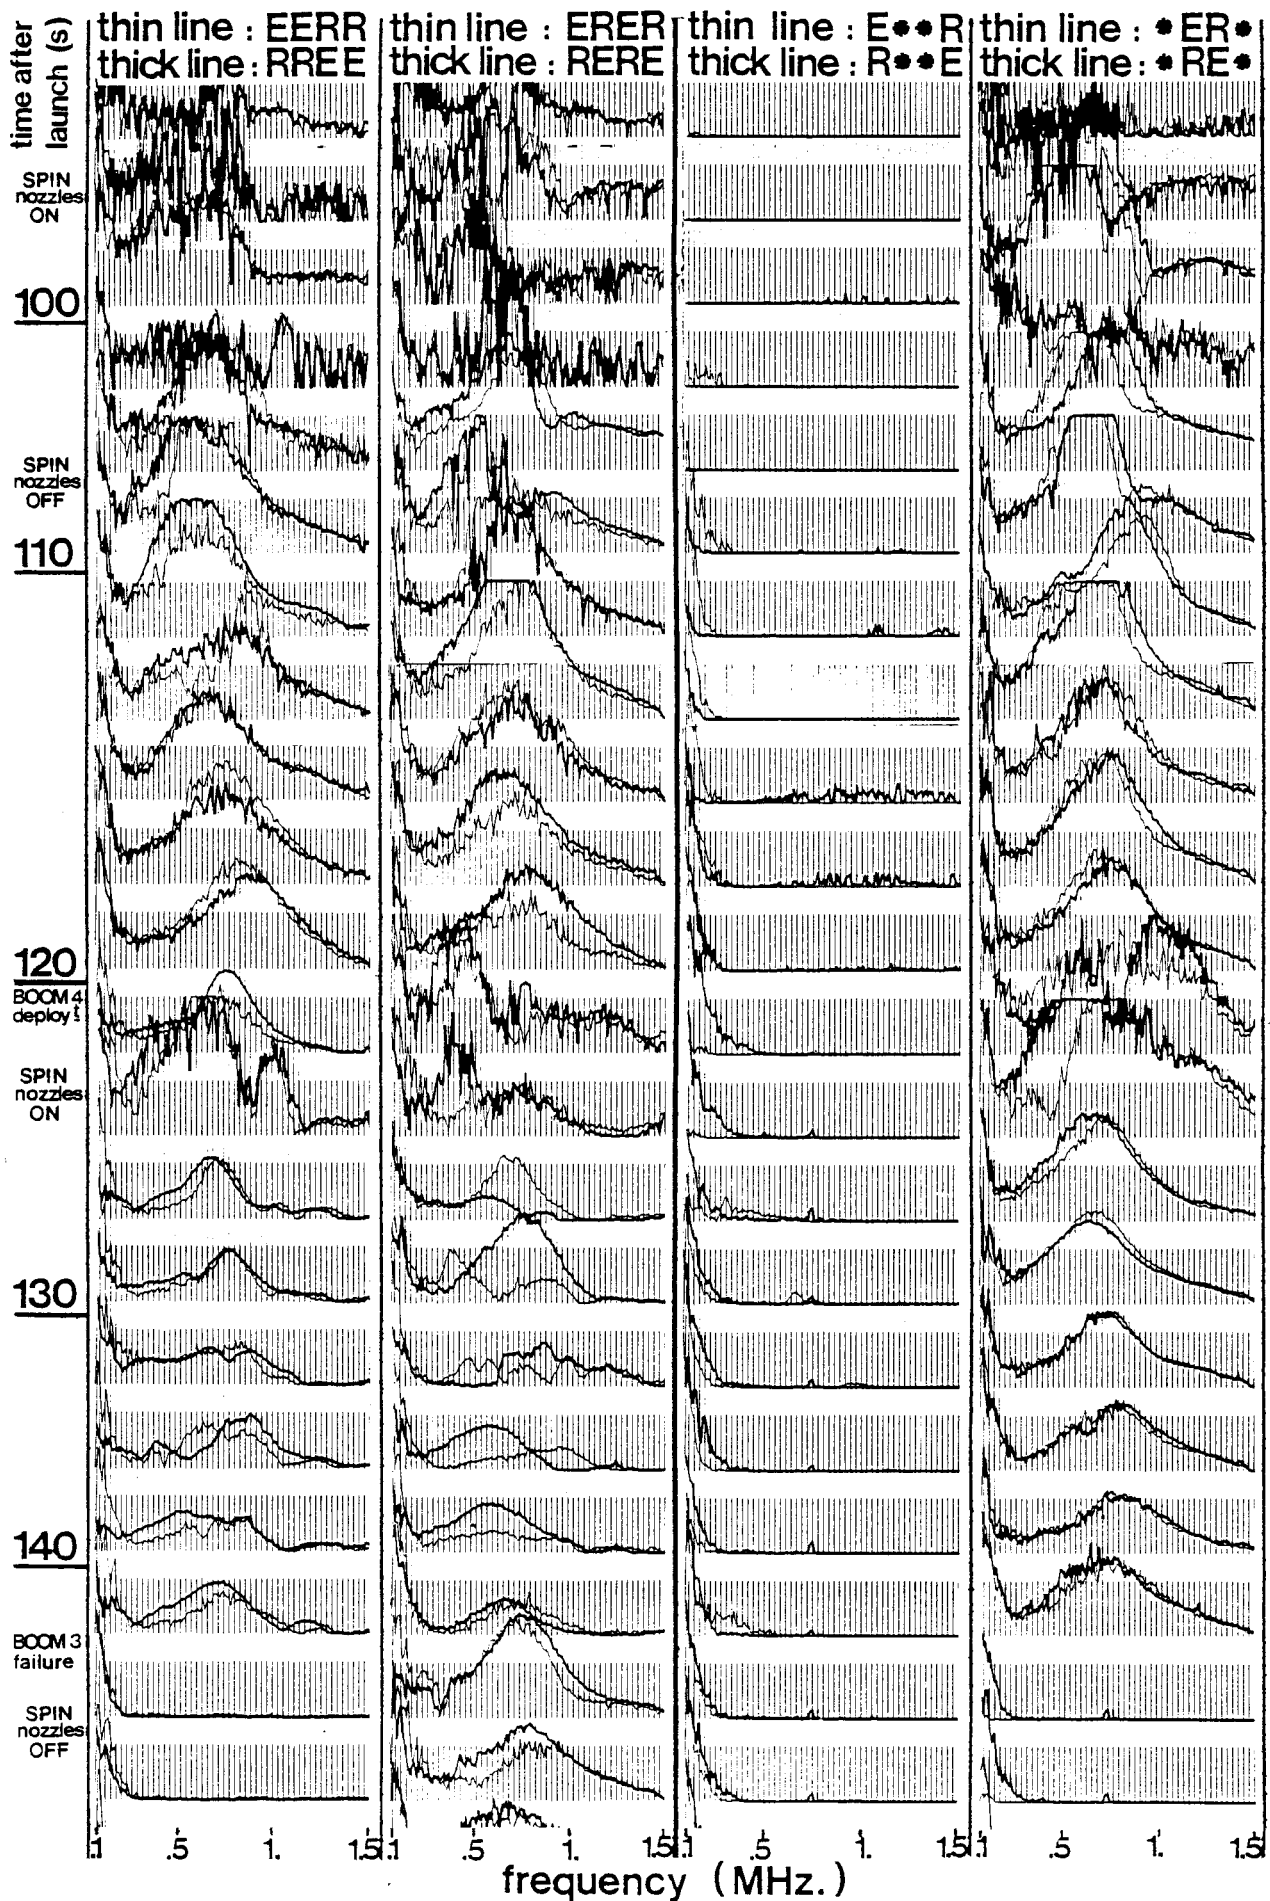 time after
launch (s)
thin line : EERR
thick line : RREE
thin line : ERER
thick line : RERE
thin line : E**R
thick line : R**E
thin line : *ER*
thick line : *RE*
SPIN
nozzles
ON
100
SPIN
nozzles
OFF
110
120
BOOM 4
deploy.t
SPIN
nozzles
ON
130
140
BOOM 3
failure
SPIN
nozzles
OFF
.1 .5 1. 1.5
.1 .5 1. 1.5
.1 .5 1. 1.5
.1 .5 1. 1.5
frequency (MHz.)